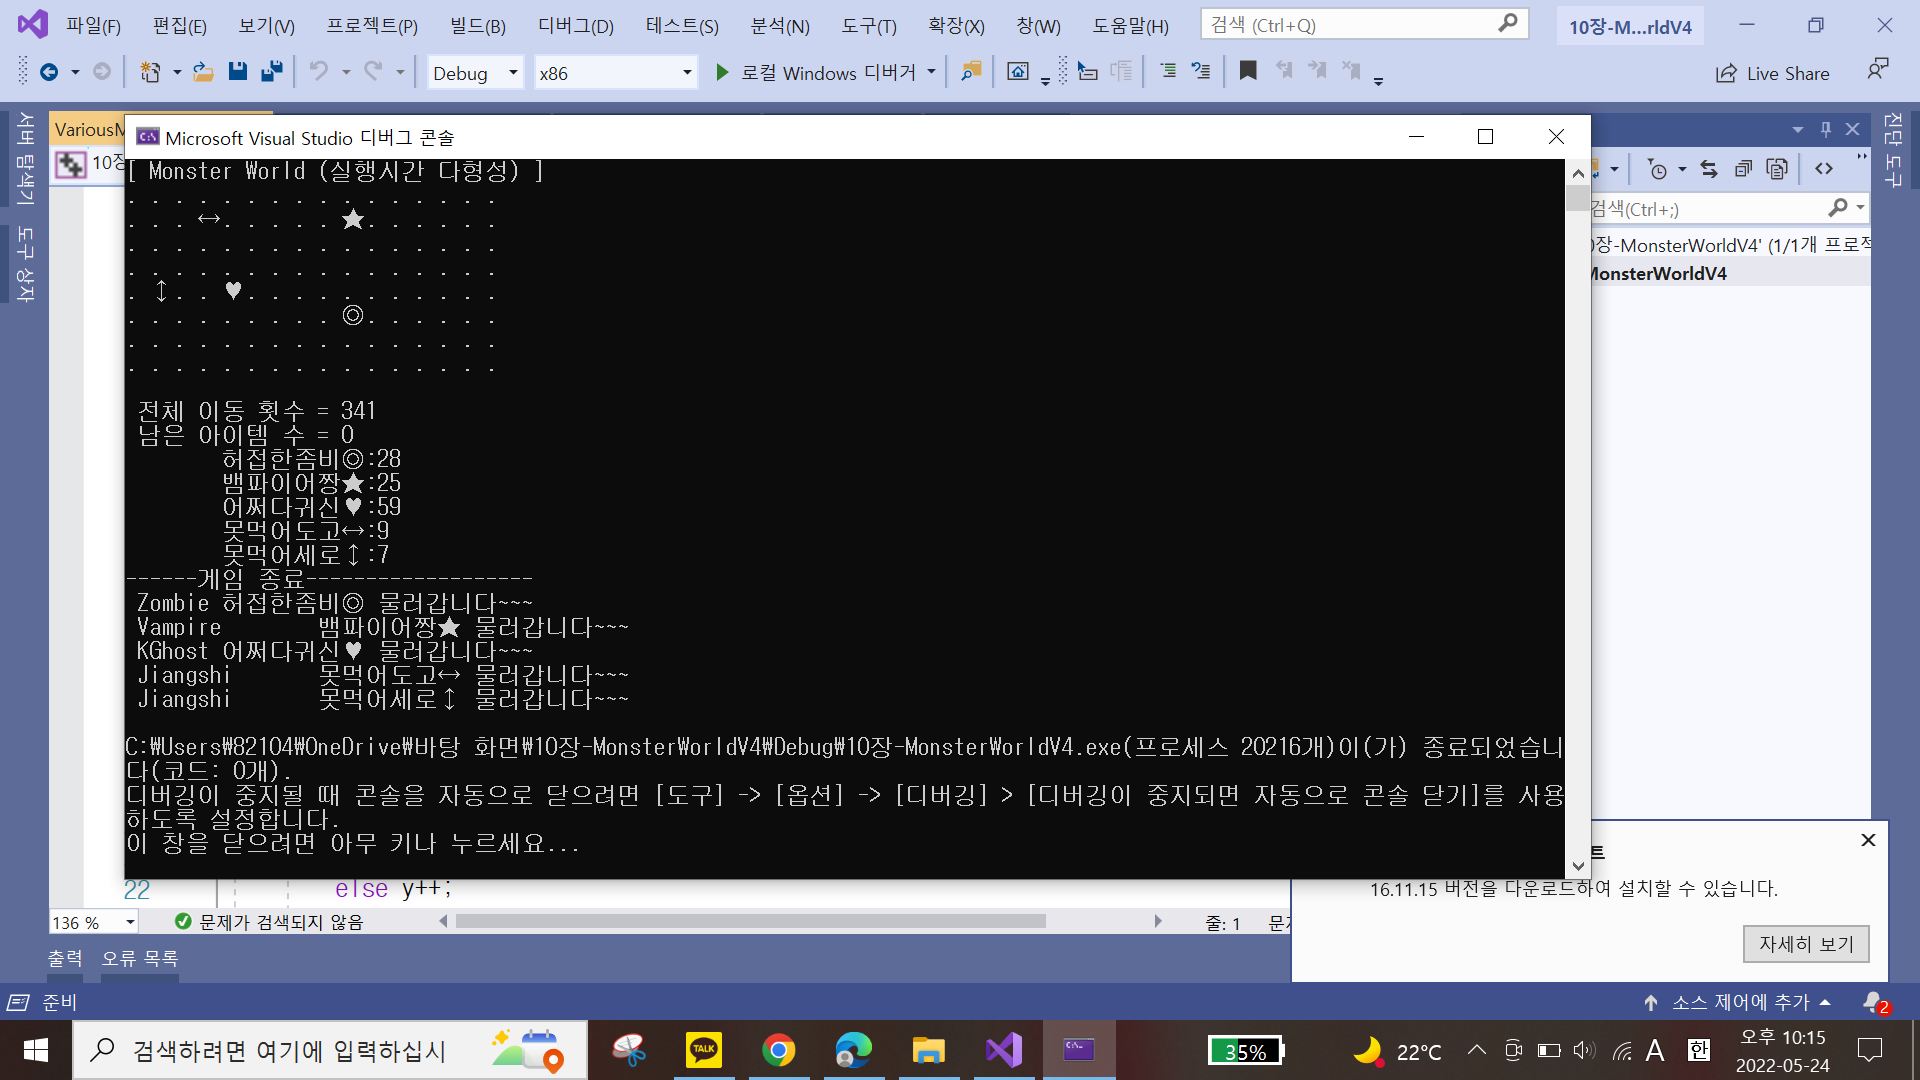 파일(F) 편집(E) 보기(V) 프로젝트(P) 빌드(B) 디버그(D) 테스트(S) 분석(N) 도구(T) 확장(X) 창(W) 도움말(H) 검색 (Ctrl+Q) 10장-M...rldV4
Debug x86 로컬 Windows 디버거 Live Share
서버 탐색기
도구 상자
VariousM
10장
Microsoft Visual Studio 디버그 콘솔
[ Monster World (실행시간 다형성) ]
. . . . . . . . . . . . . . . .
. . . ↔. . . . . ★. . . . . .
. . . . . . . . . . . . . . . .
. . . . . . . . . . . . . . . .
. ↕. . ♥. . . . . . . . . . .
. . . . . . . . . ◎. . . . . .
. . . . . . . . . . . . . . . .
. . . . . . . . . . . . . . . .
전체 이동 횟수 = 341
남은 아이템 수 = 0
허접한좀비◎:28
뱀파이어짱★:25
어쩌다귀신♥:59
못먹어도고↔:9
못먹어세로↕:7
------게임 종료-------------------
Zombie 허접한좀비◎ 물러갑니다~~~
Vampire 뱀파이어짱★ 물러갑니다~~~
KGhost 어쩌다귀신♥ 물러갑니다~~~
Jiangshi 못먹어도고↔ 물러갑니다~~~
Jiangshi 못먹어세로↕ 물러갑니다~~~
C:₩Users₩82104₩OneDrive₩바탕 화면₩10장-MonsterWorldV4₩Debug₩10장-MonsterWorldV4.exe(프로세스 20216개)이(가) 종료되었습니
다(코드: 0개).
디버깅이 중지될 때 콘솔을 자동으로 닫으려면 [도구] -> [옵션] -> [디버깅] > [디버깅이 중지되면 자동으로 콘솔 닫기]를 사용
하도록 설정합니다.
이 창을 닫으려면 아무 키나 누르세요...
검색(Ctrl+;)
장-MonsterWorldV4' (1/1개 프로젝
MonsterWorldV4
진단 도구
22 else y++;
136 % 문제가 검색되지 않음 줄: 1
트
16.11.15 버전을 다운로드하여 설치할 수 있습니다.
자세히 보기
출력 오류 목록
준비 소스 제어에 추가 2
검색하려면 여기에 입력하십시 TALK 35% 22°C A 한 오후 10:15
2022-05-24